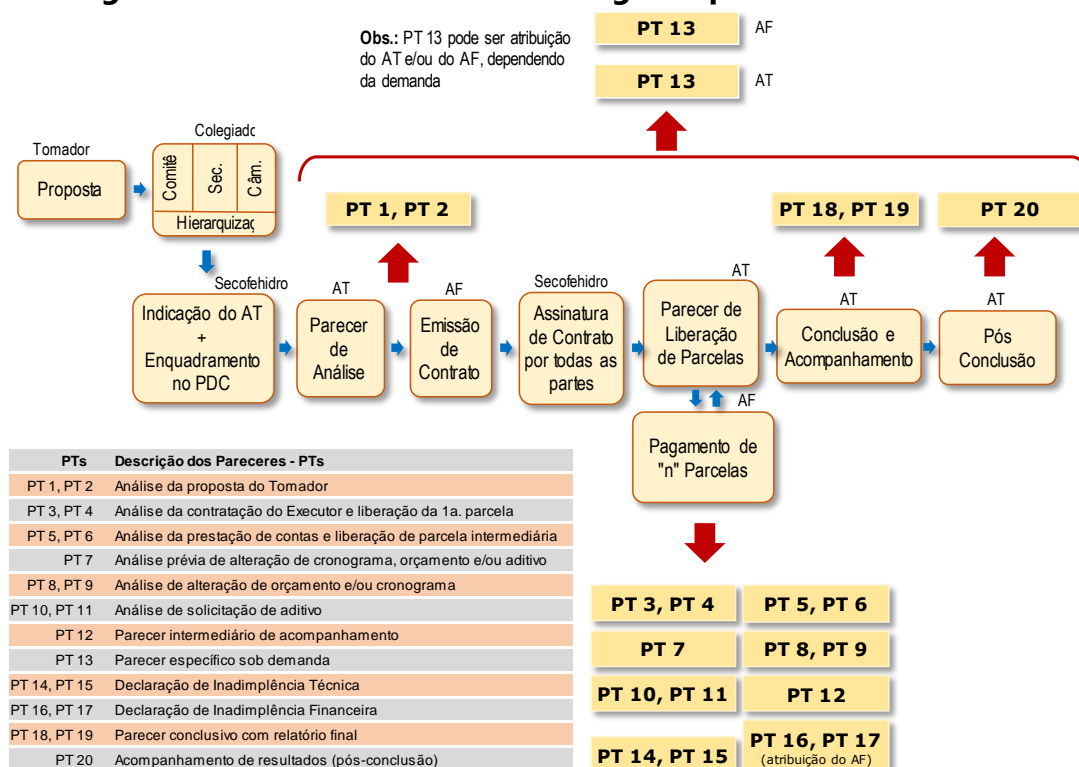 Obs.: PT 13 pode ser atribuição
do AT e/ou do AF, dependendo
da demanda
PT 13
AF
PT 13
AT
Tomador
Proposta
Colegiado
Comitê
Sec.
Câm.
Hierarquizaç
PT 1, PT 2
PT 18, PT 19
PT 20
Secofehidro
Indicação do AT
+
Enquadramento
no PDC
AT
Parecer
de
Análise
AF
Emissão
de
Contrato
Secofehidro
Assinatura
de Contrato
por todas as
partes
AT
Parecer de
Liberação
de Parcelas
AT
Conclusão e
Acompanhamento
AT
Pós
Conclusão
AF
Pagamento de
"n" Parcelas
PTs Descrição dos Pareceres - PTs
PT 1, PT 2 Análise da proposta do Tomador
PT 3, PT 4 Análise da contratação do Executor e liberação da 1a. parcela
PT 5, PT 6 Análise da prestação de contas e liberação de parcela intermediária
PT 7 Análise prévia de alteração de cronograma, orçamento e/ou aditivo
PT 8, PT 9 Análise de alteração de orçamento e/ou cronograma
PT 10, PT 11 Análise de solicitação de aditivo
PT 12 Parecer intermediário de acompanhamento
PT 13 Parecer específico sob demanda
PT 14, PT 15 Declaração de Inadimplência Técnica
PT 16, PT 17 Declaração de Inadimplência Financeira
PT 18, PT 19 Parecer conclusivo com relatório final
PT 20 Acompanhamento de resultados (pós-conclusão)
PT 3, PT 4
PT 5, PT 6
PT 7
PT 8, PT 9
PT 10, PT 11
PT 12
PT 14, PT 15
PT 16, PT 17
(atribuição do AF)